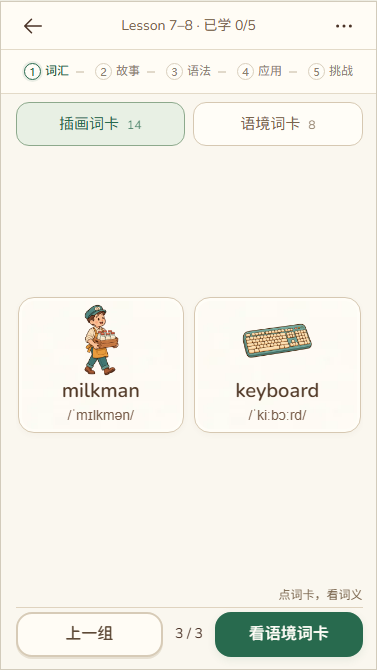 Lesson 7–8 · 已学 0/5
1 词汇 – 2 故事 – 3 语法 – 4 应用 – 5 挑战
插画词卡 14 语境词卡 8
milkman keyboard
/ˈmɪlkmən/ /ˈkiːbɔːrd/
点词卡，看词义
上一组 3 / 3 看语境词卡